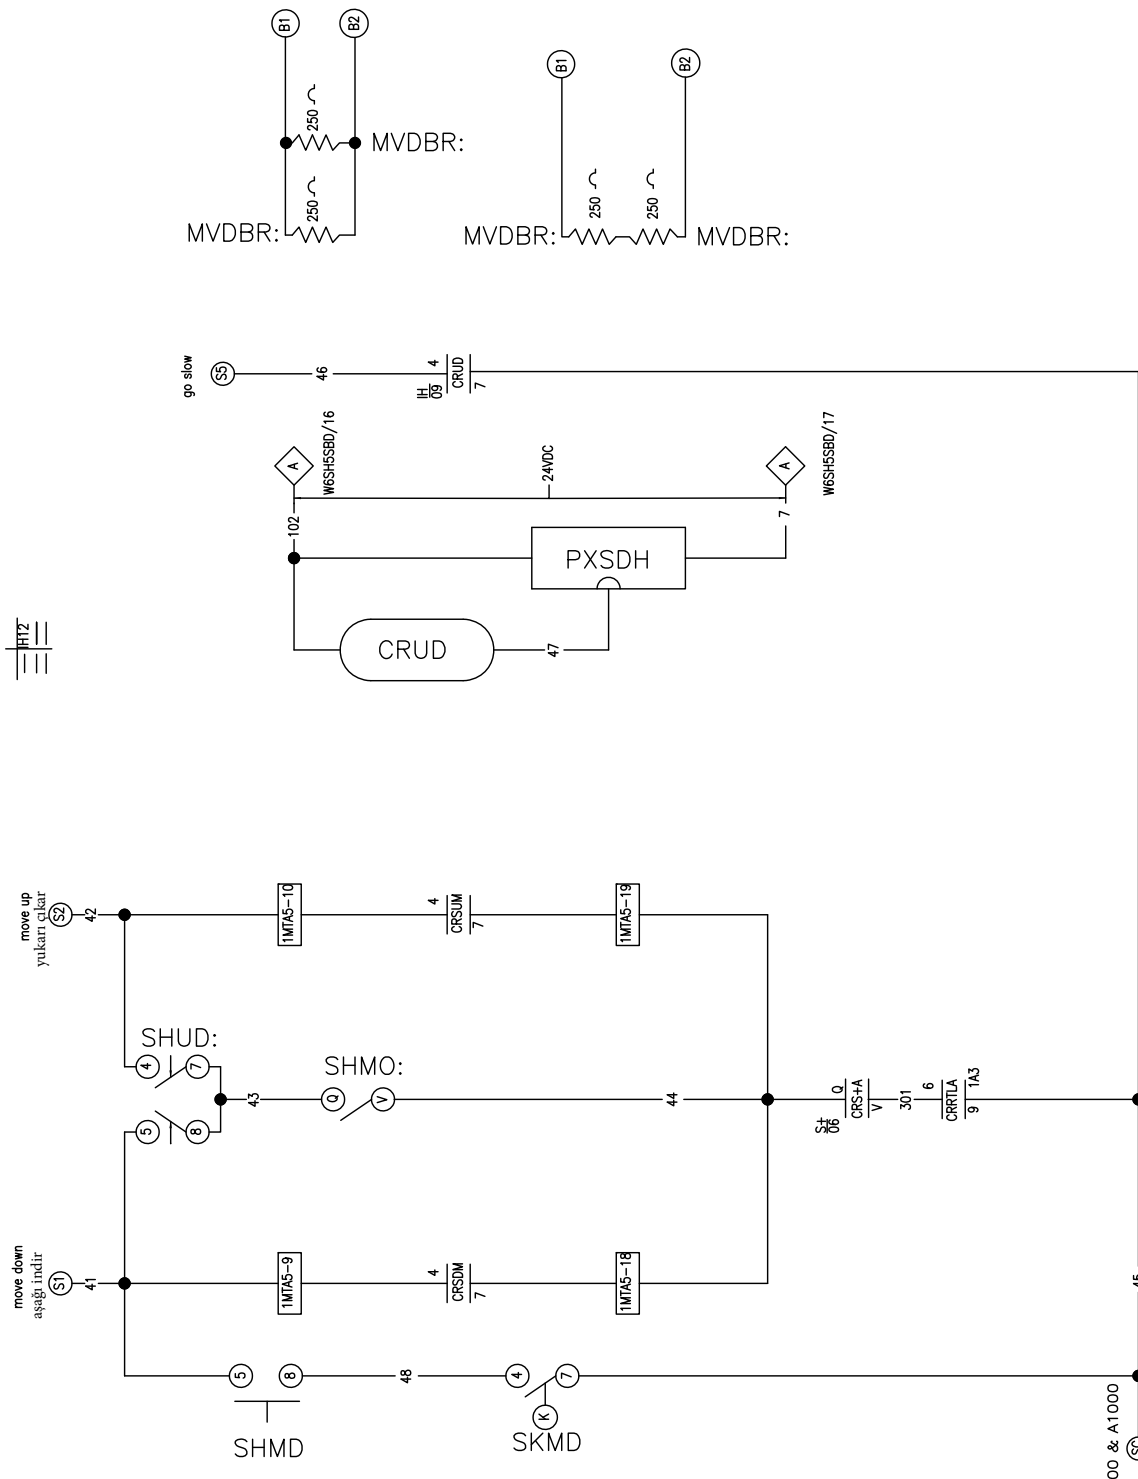 B1
B2
250
MVDBR:
250
MVDBR:
B1
B2
250
250
MVDBR:
MVDBR:
go slow
S5
46
IH
09
4
CRUD
7
A
W6SH5SBD/16
24VDC
102
PXSDH
7
A
W6SH5SBD/17
CRUD
47
IH12
move up
yukarı çıkar
S2
42
1MTA5-10
4
CRSUM
7
1MTA5-19
SHUD:
4
7
5
8
43
SHMO:
Q
V
44
S+
06
Q
CRS+A
V
301
6
CRRTLA
9
1A3
move down
aşağı indir
S1
41
1MTA5-9
4
CRSDM
7
1MTA5-18
45
5
8
SHMD
48
4
7
K
SKMD
00 & A1000
SC